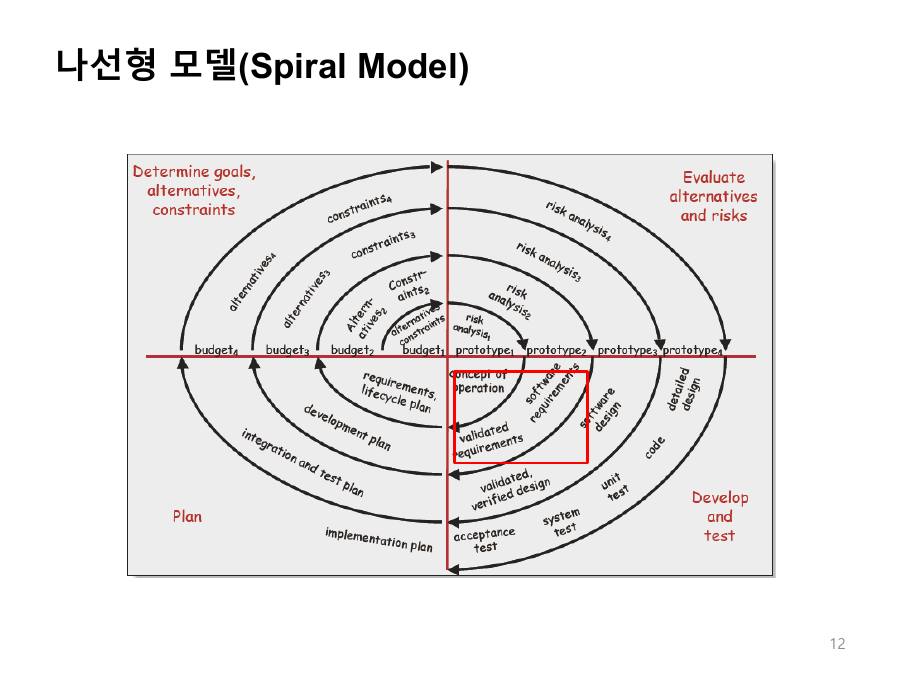 나선형 모델(Spiral Model)
Determine goals,
alternatives,
constraints
Evaluate
alternatives
and risks
constraints4
alternatives4
constraints3
alternatives3
Constr-
aints2
Altern-
atives2
alternatives
constraints
risk analysis4
risk analysis3
risk
analysis2
risk
analysis1
budget4
budget3
budget2
budget1
prototype1
prototype2
prototype3
prototype4
requirements,
lifecycle plan
development plan
integration and test plan
implementation plan
concept of
operation
software
requirements
validated
requirements
software
design
validated,
verified design
detailed
design
code
unit
test
system
test
acceptance
test
Plan
Develop
and
test
12